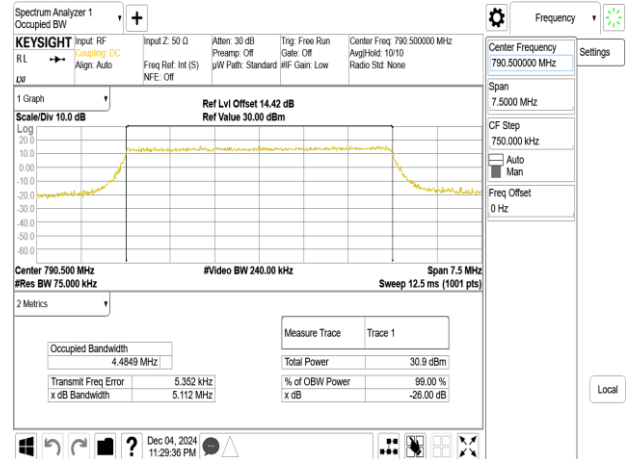 Spectrum Analyzer 1
Occupied BW
+
Frequency
KEYSIGHT
RL
LXI
Input: RF
Coupling: DC
Align: Auto
Input Z: 50 Ω
Freq Ref: Int (S)
NFE: Off
Atten: 30 dB
Preamp: Off
µW Path: Standard
Trig: Free Run
Gate: Off
#IF Gain: Low
Center Freq: 790.500000 MHz
Avg|Hold: 10/10
Radio Std: None
Center Frequency
790.500000 MHz
Settings
Span
7.5000 MHz
CF Step
750.000 kHz
Auto
Man
Freq Offset
0 Hz
Local
1 Graph
Scale/Div 10.0 dB
Ref Lvl Offset 14.42 dB
Ref Value 30.00 dBm
Log
20.0
10.0
0.00
-10.0
-20.0
-30.0
-40.0
-50.0
-60.0
Center 790.500 MHz
#Video BW 240.00 kHz
Span 7.5 MHz
#Res BW 75.000 kHz
Sweep 12.5 ms (1001 pts)
2 Metrics
Measure Trace Trace 1
Occupied Bandwidth
4.4849 MHz
Total Power 30.9 dBm
Transmit Freq Error 5.352 kHz
% of OBW Power 99.00 %
x dB Bandwidth 5.112 MHz
x dB -26.00 dB
?
Dec 04, 2024
11:29:36 PM